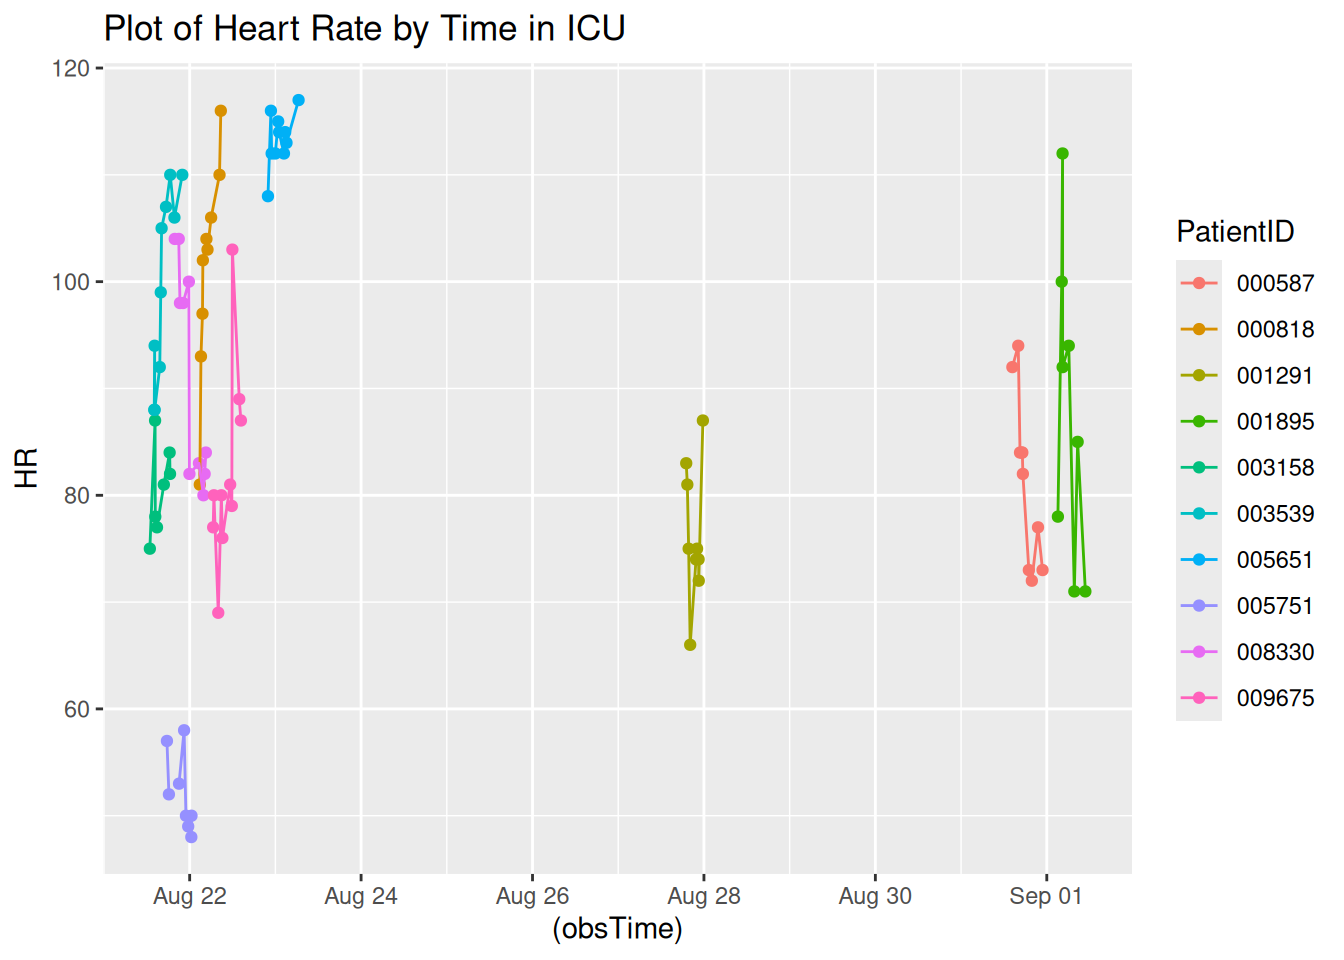 Plot of Heart Rate by Time in ICU
120
100
80
60
HR
Aug 22
Aug 24
Aug 26
Aug 28
Aug 30
Sep 01
(obsTime)
PatientID
000587
000818
001291
001895
003158
003539
005651
005751
008330
009675